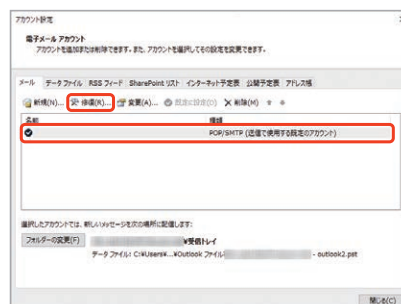 アカウント設定
電子メール アカウント
アカウントを追加または削除できます。また、アカウントを選択してその設定を変更できます。
メール データ ファイル RSS フィード SharePoint リスト インターネット予定表 公開予定表 アドレス帳
新規(N)... 修復(R)... 変更(A)... 既定に設定(D) 削除(M)
名前 種類
POP/SMTP (送信で使用する既定のアカウント)
選択したアカウントでは、新しいメッセージを次の場所に配信します:
フォルダーの変更(F) ¥受信トレイ
データ ファイル: C:¥Users¥...¥Outlook ファイル¥ - outlook2.pst
閉じる(C)